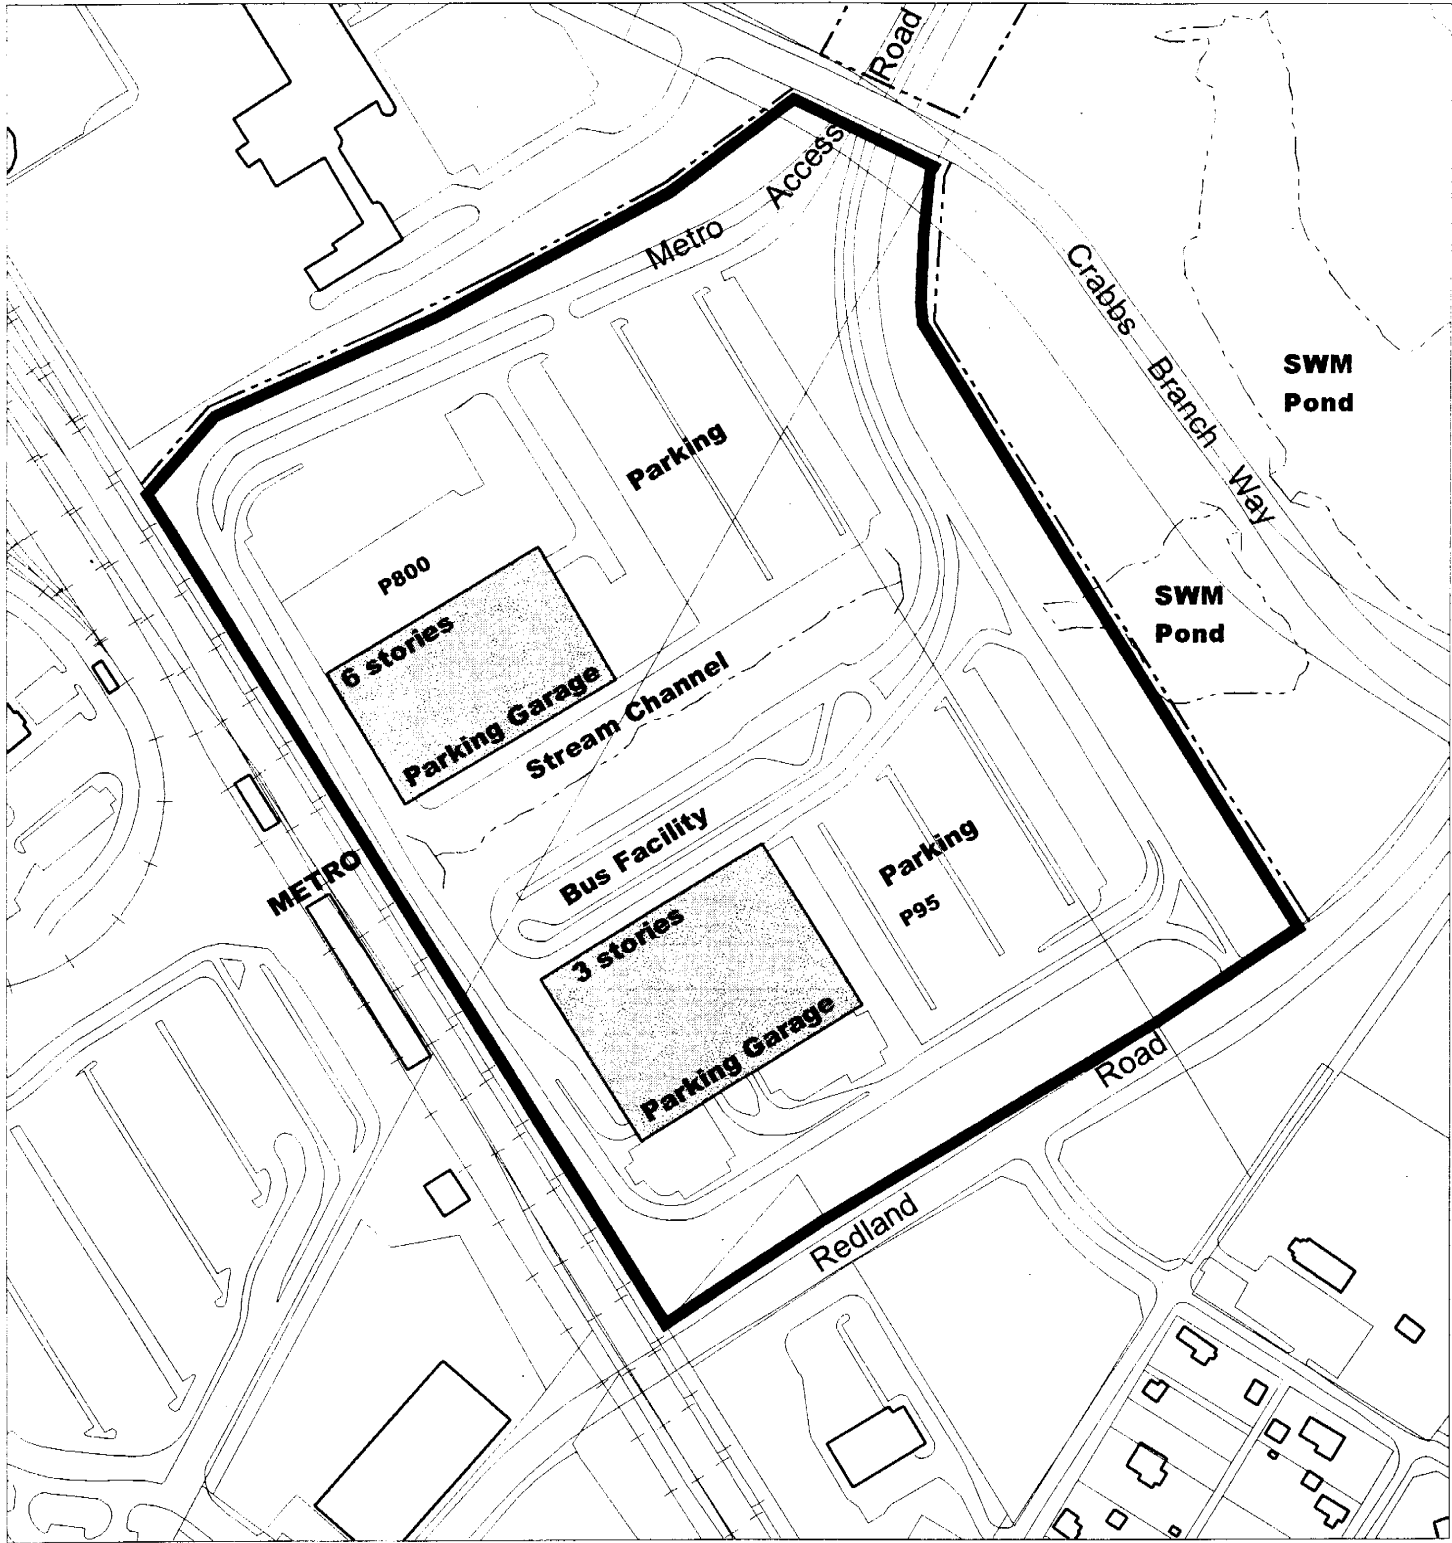 Road
Metro Access
Crabbs Branch Way
SWM
Pond
Parking
P800
SWM
Pond
6 stories
Parking Garage
Stream Channel
Bus Facility
Parking
P95
METRO
3 stories
Parking Garage
Redland Road